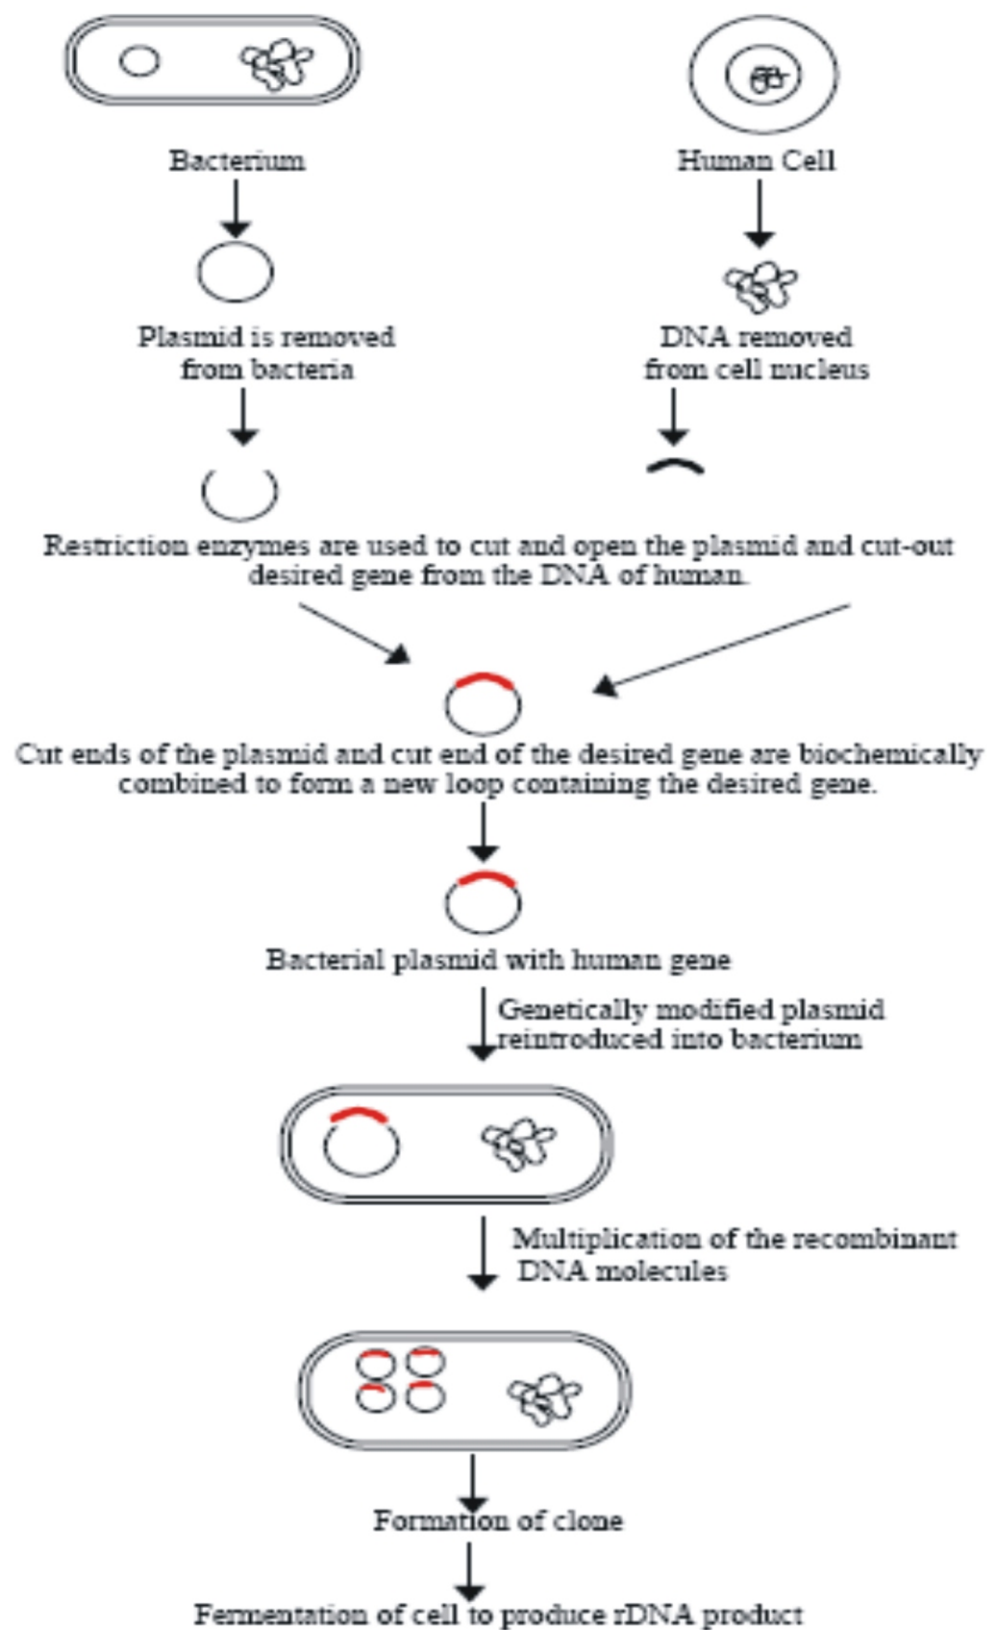 Bacterium
Human Cell
Plasmid is removed
from bacteria
DNA removed
from cell nucleus
Restriction enzymes are used to cut and open the plasmid and cut-out
desired gene from the DNA of human.
Cut ends of the plasmid and cut end of the desired gene are biochemically
combined to form a new loop containing the desired gene.
Bacterial plasmid with human gene
Genetically modified plasmid
reintroduced into bacterium
Multiplication of the recombinant
DNA molecules
Formation of clone
Fermentation of cell to produce rDNA product